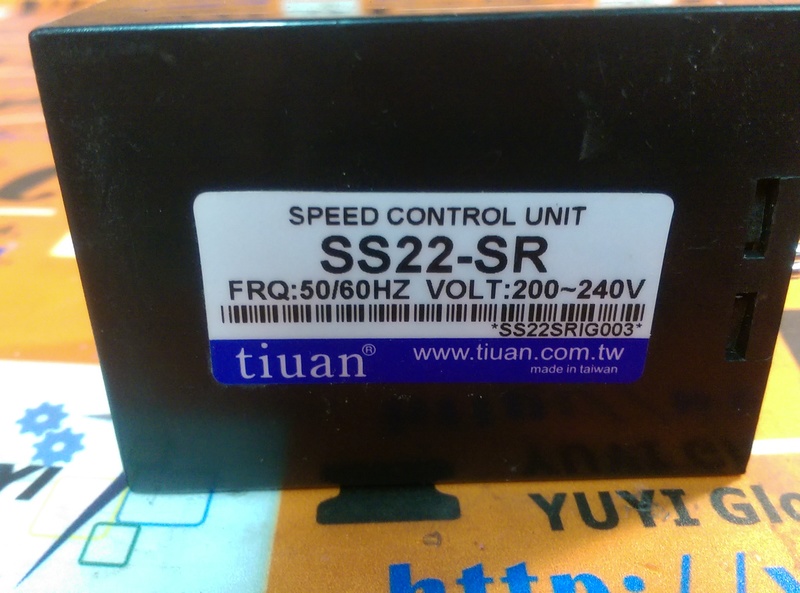 SPEED CONTROL UNIT
SS22-SR
FRQ:50/60HZ VOLT:200~240V
*SS22SRIG003*
tiuan® www.tiuan.com.tw
made in taiwan
YI
YUYI Glo
http://Y